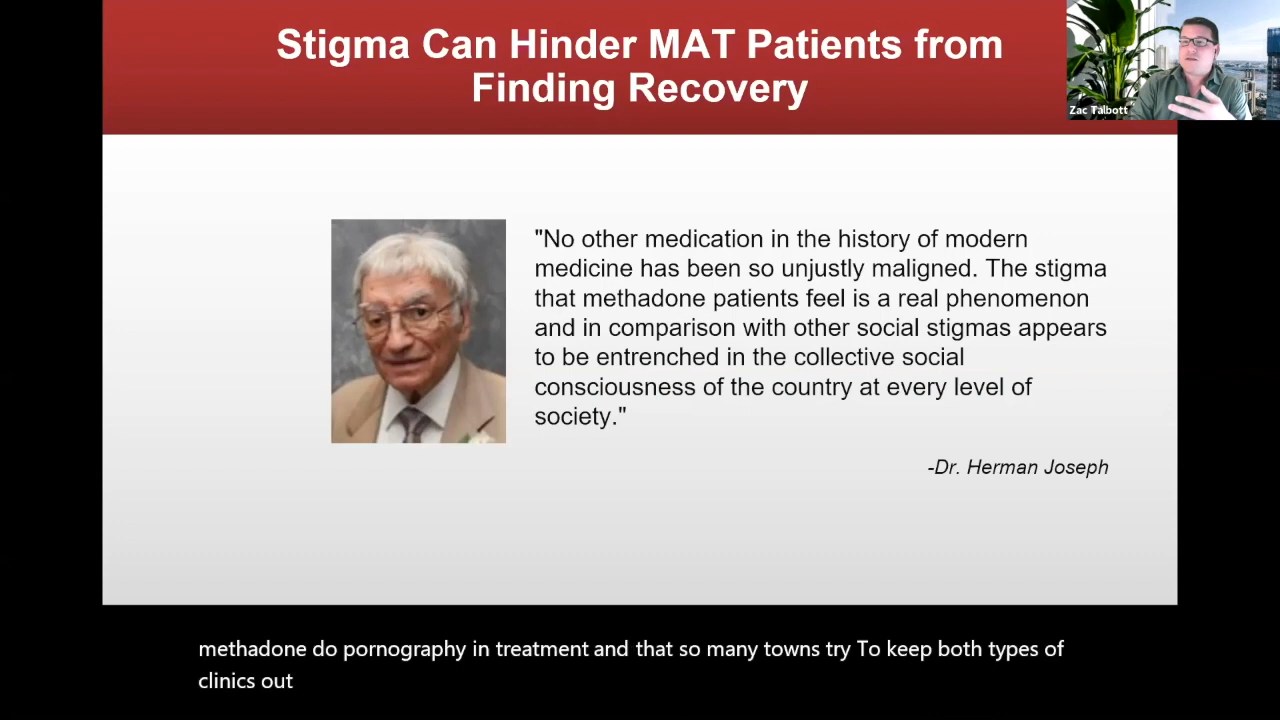 Stigma Can Hinder MAT Patients from
Finding Recovery
Zac Talbott
"No other medication in the history of modern
medicine has been so unjustly maligned. The stigma
that methadone patients feel is a real phenomenon
and in comparison with other social stigmas appears
to be entrenched in the collective social
consciousness of the country at every level of
society."
-Dr. Herman Joseph
methadone do pornography in treatment and that so many towns try To keep both types of
clinics out